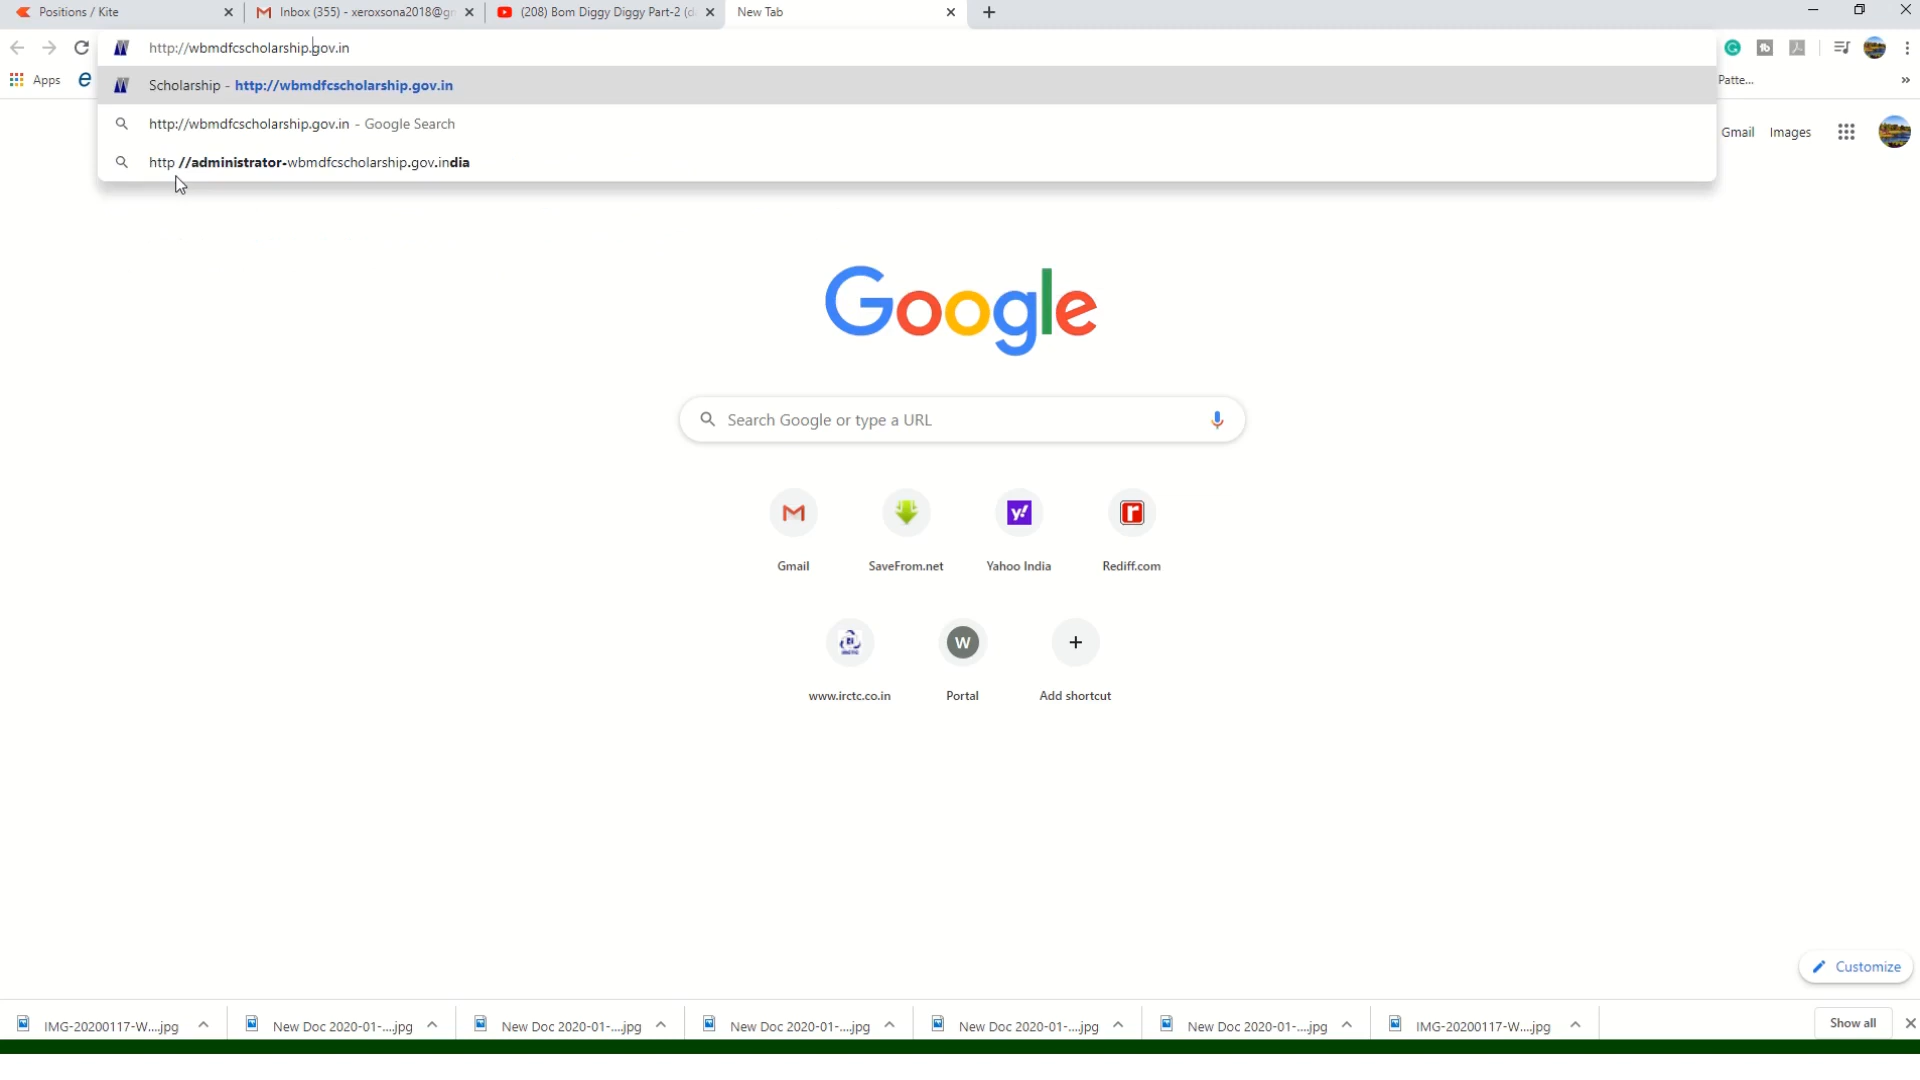 Positions / Kite
Inbox (355) - xeroxsona2018@g
(208) Bom Diggy Diggy Part-2 (d
New Tab
http://wbmdfcscholarship.gov.in
Apps
Scholarship - http://wbmdfcscholarship.gov.in
Patte...
»
http://wbmdfcscholarship.gov.in - Google Search
http //administrator-wbmdfcscholarship.gov.india
Gmail
Images
Google
Search Google or type a URL
Gmail
SaveFrom.net
Yahoo India
Rediff.com
W
www.irctc.co.in
Portal
Add shortcut
Customize
IMG-20200117-W....jpg
New Doc 2020-01-....jpg
New Doc 2020-01-....jpg
New Doc 2020-01-....jpg
New Doc 2020-01-....jpg
New Doc 2020-01-....jpg
IMG-20200117-W....jpg
Show all